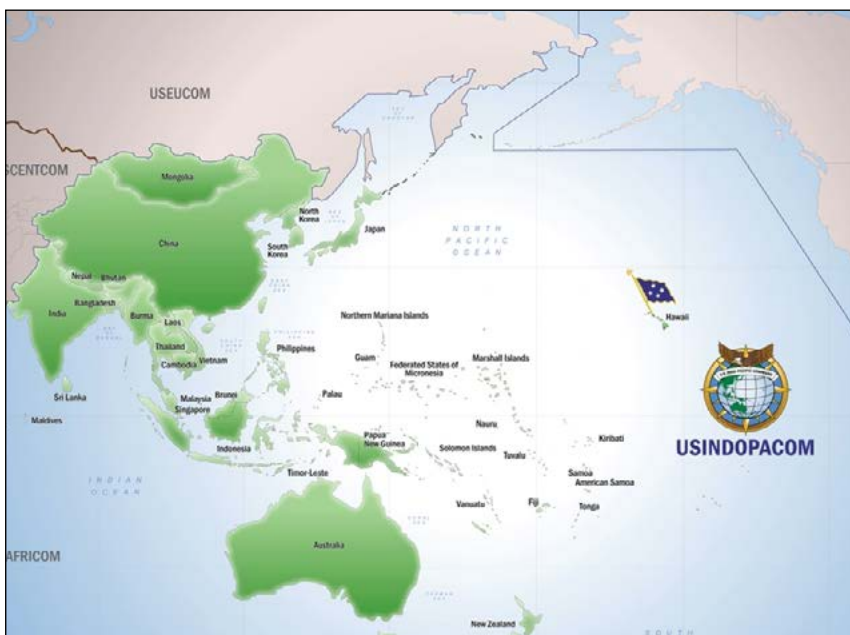 USEUCOM
SCENTCOM
Mongolia
North
Korea
Japan
South
Korea
China
NORTH
PACIFIC
OCEAN
Nepal
Bhutan
Bangladesh
India
Burma
Laos
Thailand
Vietnam
Cambodia
Philippines
Northern Mariana Islands
Guam
Federated States of
Micronesia
Marshall Islands
Hawaii
Sri Lanka
Maldives
Malaysia
Singapore
Brunei
Palau
Indonesia
Papua
New Guinea
Nauru
Solomon Islands
Tuvalu
Kiribati
USINDOPACOM
Timor-Leste
Samoa
American Samoa
Vanuatu
Fiji
Tonga
INDIAN
OCEAN
AFRICOM
Australia
New Zealand
SOUTH